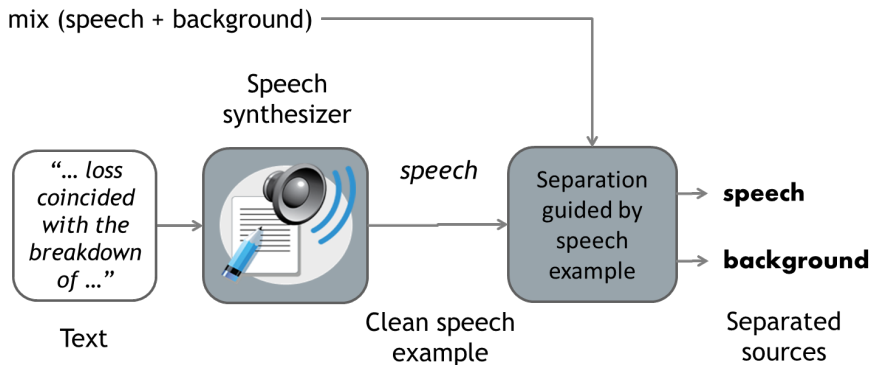 mix (speech + background)
Speech
synthesizer
“… loss
coincided
with the
breakdown
of …”
speech
Separation
guided by
speech
example
speech
background
Text
Clean speech
example
Separated
sources